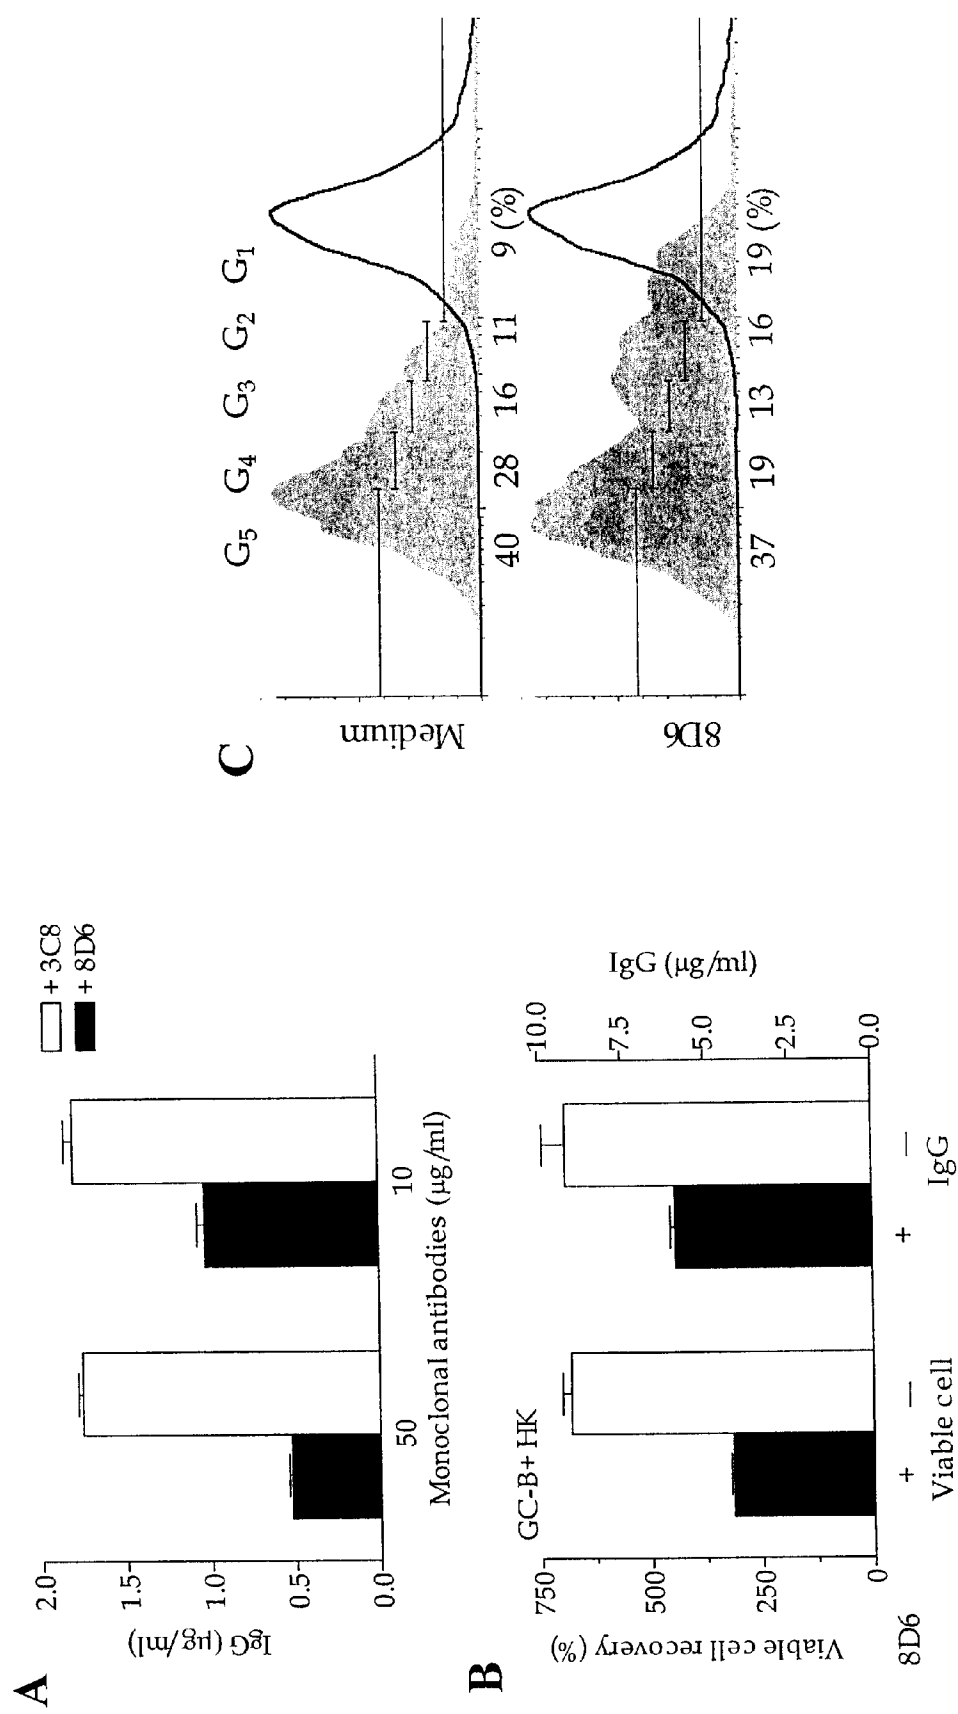 A
+ 3C8
+ 8D6
IgG (µg/ml)
2.0
1.5
1.0
0.5
0.0
50 10
Monoclonal antibodies (µg/ml)
B
GC-B+ HK
Viable cell recovery (%)
750
500
250
0
IgG (µg/ml)
10.0
7.5
5.0
2.5
0.0
8D6 + — + —
Viable cell IgG
C
G5 G4 G3 G2 G1
Medium
40 28 16 11 9 (%)
8D6
37 19 13 16 19 (%)